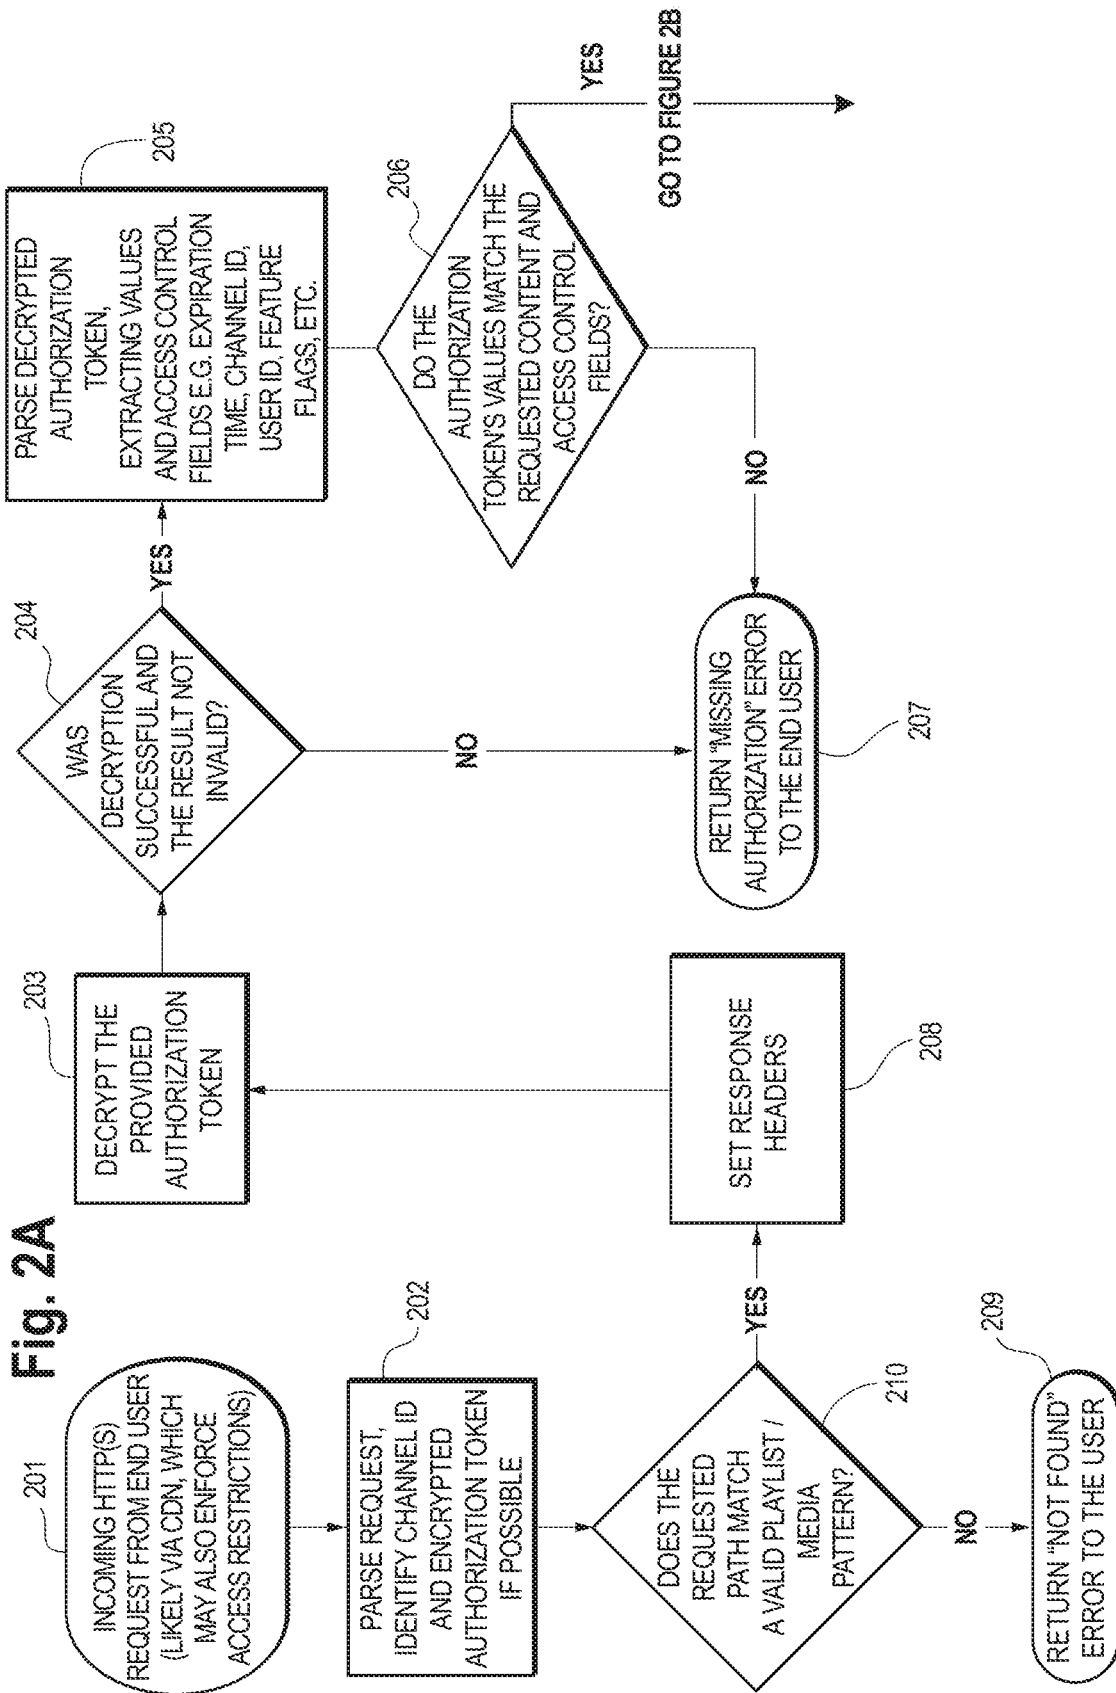 Fig. 2A
201
INCOMING HTTP(S)
REQUEST FROM END USER
(LIKELY VIA CDN, WHICH
MAY ALSO ENFORCE
ACCESS RESTRICTIONS)
202
PARSE REQUEST,
IDENTIFY CHANNEL ID
AND ENCRYPTED
AUTHORIZATION TOKEN
IF POSSIBLE
DOES THE
REQUESTED
PATH MATCH
A VALID PLAYLIST /
MEDIA
PATTERN?
210
NO
RETURN "NOT FOUND"
ERROR TO THE USER
209
YES
SET RESPONSE
HEADERS
208
203
DECRYPT THE
PROVIDED
AUTHORIZATION
TOKEN
204
WAS
DECRYPTION
SUCCESSFUL AND
THE RESULT NOT
INVALID?
NO
RETURN "MISSING
AUTHORIZATION" ERROR
TO THE END USER
207
YES
205
PARSE DECRYPTED
AUTHORIZATION
TOKEN,
EXTRACTING VALUES
AND ACCESS CONTROL
FIELDS E.G. EXPIRATION
TIME, CHANNEL ID,
USER ID, FEATURE
FLAGS, ETC.
206
DO THE
AUTHORIZATION
TOKEN'S VALUES MATCH THE
REQUESTED CONTENT AND
ACCESS CONTROL
FIELDS?
NO
YES
GO TO FIGURE 2B